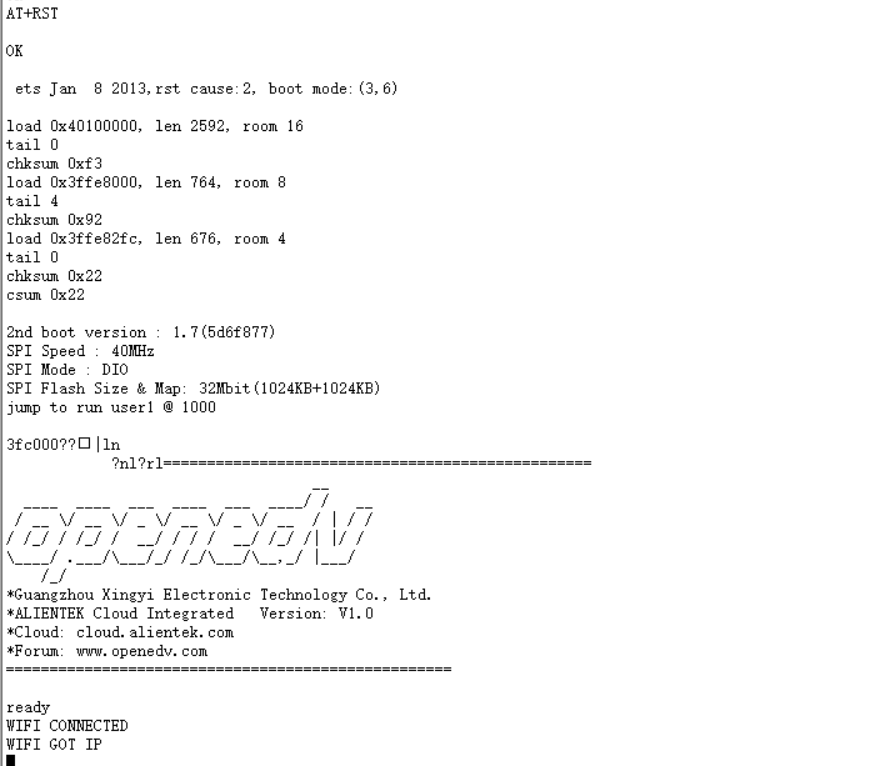 AT+RST
OK
ets Jan  8 2013,rst cause:2, boot mode:(3,6)
load 0x40100000, len 2592, room 16
tail 0
chksum 0xf3
load 0x3ffe8000, len 764, room 8
tail 4
chksum 0x92
load 0x3ffe82fc, len 676, room 4
tail 0
chksum 0x22
csum 0x22
2nd boot version : 1.7(5d6f877)
SPI Speed : 40MHz
SPI Mode : DIO
SPI Flash Size & Map: 32Mbit(1024KB+1024KB)
jump to run user1 @ 1000
3fc000??□|ln
?nl?rl=================================================
openedv
*Guangzhou Xingyi Electronic Technology Co., Ltd.
*ALIENTEK Cloud Integrated   Version: V1.0
*Cloud: cloud.alientek.com
*Forum: www.openedv.com
===================================================
ready
WIFI CONNECTED
WIFI GOT IP